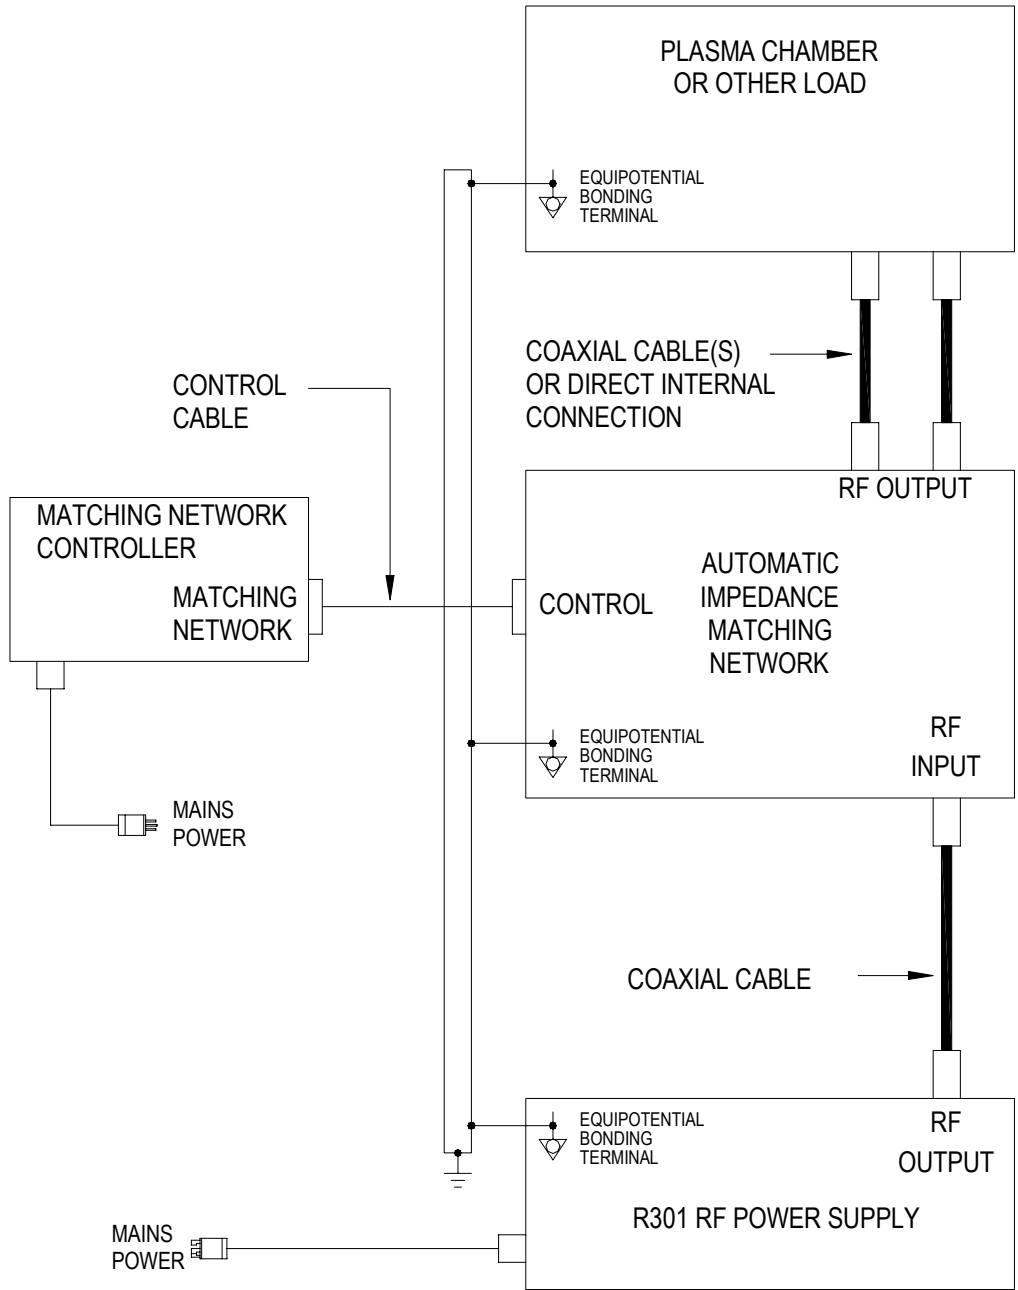 PLASMA CHAMBER
OR OTHER LOAD
EQUIPOTENTIAL
BONDING
TERMINAL
COAXIAL CABLE(S)
OR DIRECT INTERNAL
CONNECTION
CONTROL
CABLE
RF OUTPUT
MATCHING NETWORK
CONTROLLER
MATCHING
NETWORK
CONTROL
AUTOMATIC
IMPEDANCE
MATCHING
NETWORK
RF
INPUT
EQUIPOTENTIAL
BONDING
TERMINAL
MAINS
POWER
COAXIAL CABLE
EQUIPOTENTIAL
BONDING
TERMINAL
RF
OUTPUT
R301 RF POWER SUPPLY
MAINS
POWER